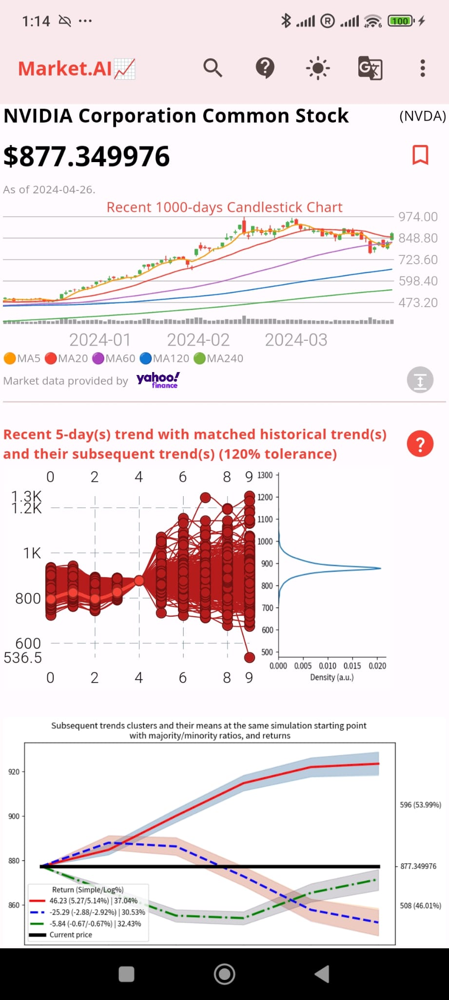 1:14
R 6 100
Market.AI
NVIDIA Corporation Common Stock (NVDA)
$877.349976
As of 2024-04-26.
Recent 1000-days Candlestick Chart
974.00
848.80
723.60
598.40
473.20
2024-01 2024-02 2024-03
MA5 MA20 MA60 MA120 MA240
Market data provided by yahoo! finance
Recent 5-day(s) trend with matched historical trend(s)
and their subsequent trend(s) (120% tolerance)
?
0 2 4 6 8 9
1.3K
1.2K
1K
800
600
536.5
0 2 4 6 8 9
1300
1200
1100
1000
900
800
700
600
500
0.000 0.005 0.010 0.015 0.020
Density (a.u.)
Subsequent trends clusters and their means at the same simulation starting point
with majority/minority ratios, and returns
920
900
880
860
596 (53.99%)
877.349976
508 (46.01%)
Return (Simple/Log%)
46.23 (5.27/5.14%) | 37.04%
-25.29 (-2.88/-2.92%) | 30.53%
-5.84 (-0.67/-0.67%) | 32.43%
Current price